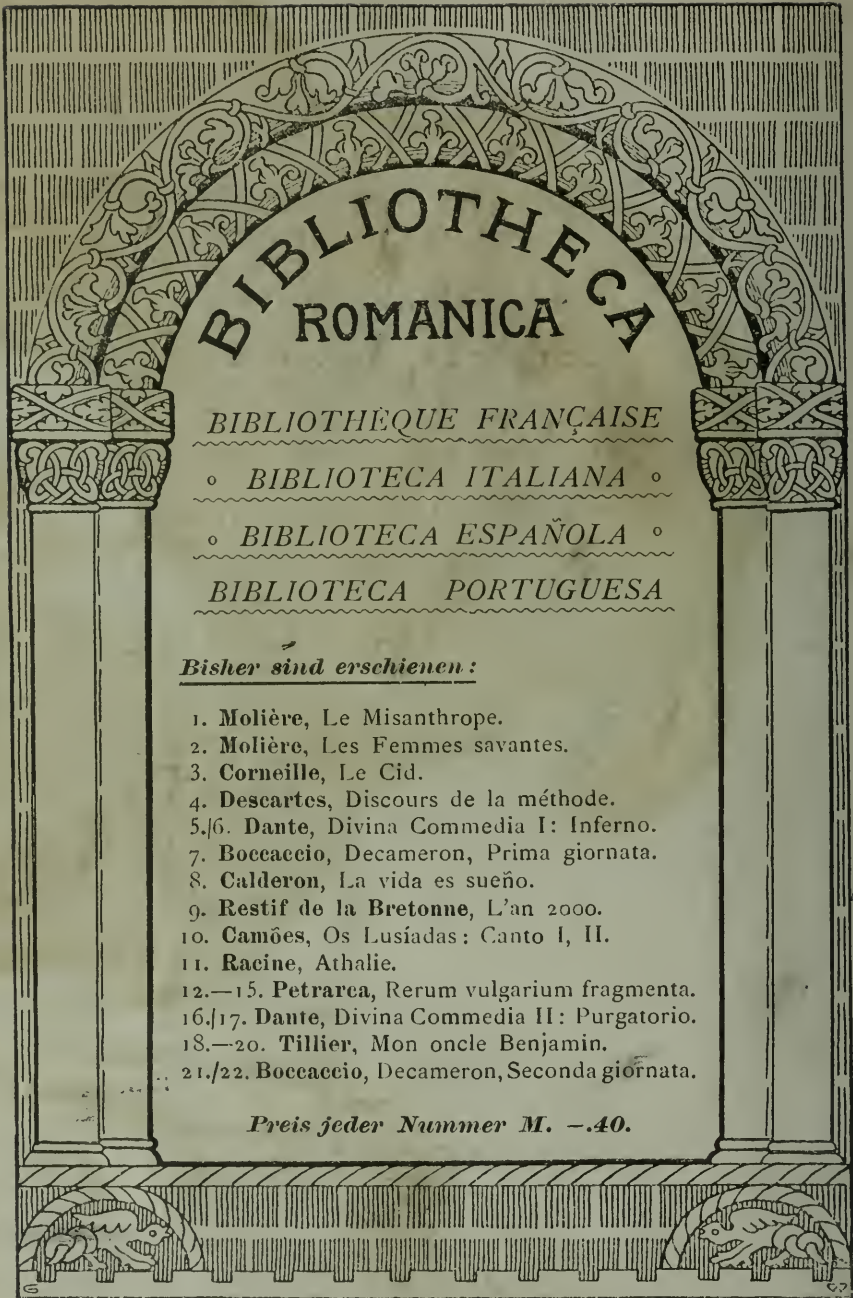 BIBLIOTHECA
ROMANICA
BIBLIOTHÈQUE FRANÇAISE
o BIBLIOTECA ITALIANA o
o BIBLIOTECA ESPAÑOLA o
BIBLIOTECA PORTUGUESA
Bisher sind erschienen:
1. Molière, Le Misanthrope.
2. Molière, Les Femmes savantes.
3. Corneille, Le Cid.
4. Descartes, Discours de la méthode.
5./6. Dante, Divina Commedia I: Inferno.
7. Boccaccio, Decameron, Prima giornata.
8. Calderon, La vida es sueño.
9. Restif de la Bretonne, L'an 2000.
10. Camões, Os Lusíadas: Canto I, II.
11. Racine, Athalie.
12.—15. Petrarca, Rerum vulgarium fragmenta.
16./17. Dante, Divina Commedia II: Purgatorio.
18.—20. Tillier, Mon oncle Benjamin.
21./22. Boccaccio, Decameron, Seconda giornata.
Preis jeder Nummer M. —.40.